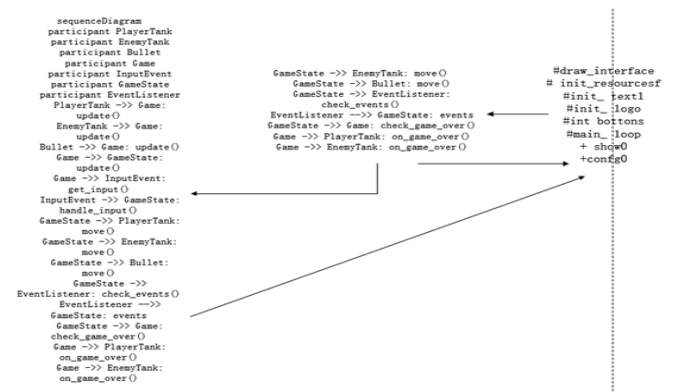 sequenceDiagram
participant PlayerTank
participant EnemyTank
participant Bullet
participant Game
participant InputEvent
participant GameState
participant EventListener
PlayerTank ->> Game:
update()
EnemyTank ->> Game:
update()
Bullet ->> Game: update()
Game ->> GameState:
update()
Game ->> InputEvent:
get_input()
InputEvent ->> GameState:
handle_input()
GameState ->> PlayerTank:
move()
GameState ->> EnemyTank:
move()
GameState ->> Bullet:
move()
GameState ->>
EventListener: check_events()
EventListener -->>
GameState: events
GameState ->> Game:
check_game_over()
Game ->> PlayerTank:
on_game_over()
Game ->> EnemyTank:
on_game_over()
GameState ->> EnemyTank: move()
GameState ->> Bullet: move()
GameState ->> EventListener:
check_events()
EventListener -->> GameState: events
GameState ->> Game: check_game_over()
Game ->> PlayerTank: on_game_over()
Game ->> EnemyTank: on_game_over()
#draw_interface
# init_resourcesf
#init_ text1
#init_ logo
#int bottons
#main_ loop
+ show0
+confg0